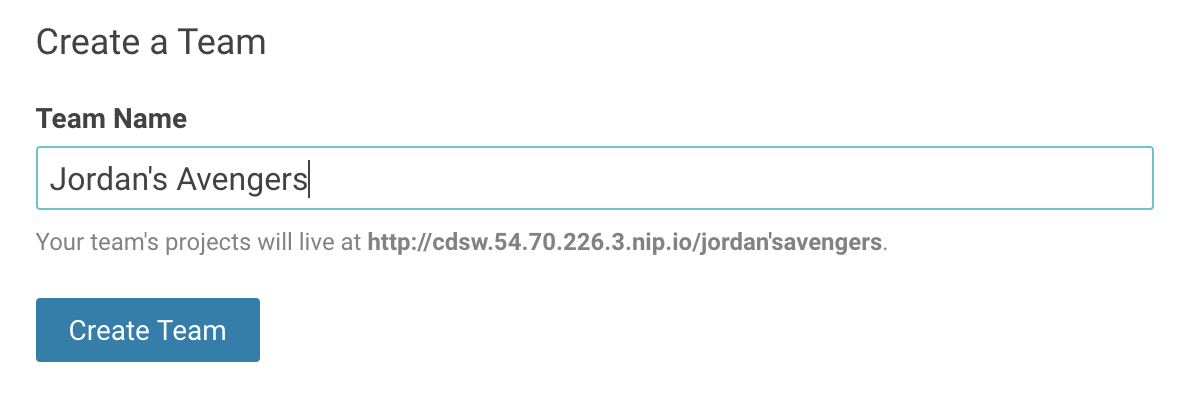 Create a Team
Team Name
Jordan's Avengers
Your team's projects will live at http://cdsw.54.70.226.3.nip.io/jordan'savengers.
Create Team